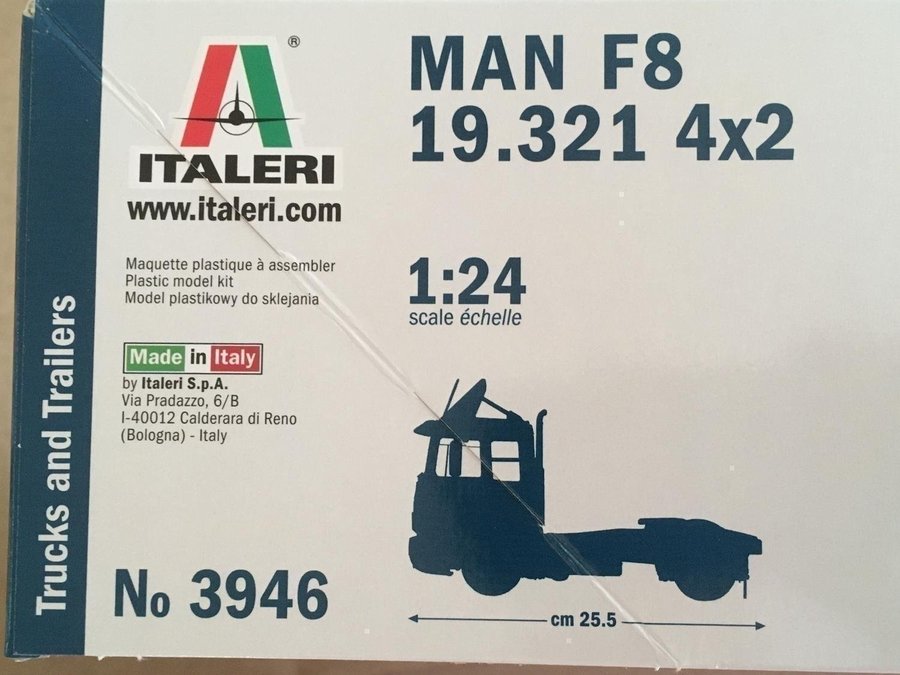 Trucks and Trailers
®
ITALERI
www.italeri.com
Maquette plastique à assembler
Plastic model kit
Model plastikowy do sklejania
Made in Italy
by Italeri S.p.A.
Via Pradazzo, 6/B
I-40012 Calderara di Reno
(Bologna) - Italy
No 3946
MAN F8
19.321 4x2
1:24
scale échelle
cm 25.5